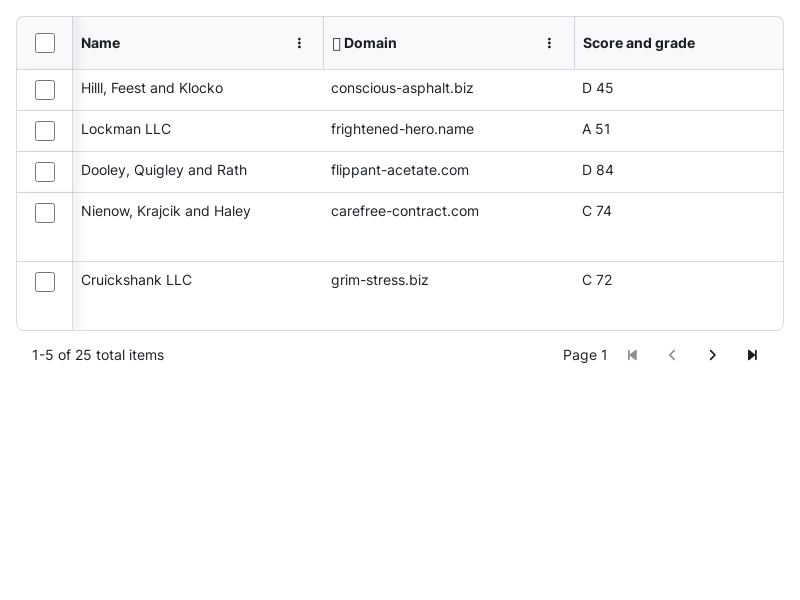 Name Domain Score and grade
Hilll, Feest and Klocko conscious-asphalt.biz D 45
Lockman LLC frightened-hero.name A 51
Dooley, Quigley and Rath flippant-acetate.com D 84
Nienow, Krajcik and Haley carefree-contract.com C 74
Cruickshank LLC grim-stress.biz C 72
1-5 of 25 total items Page 1